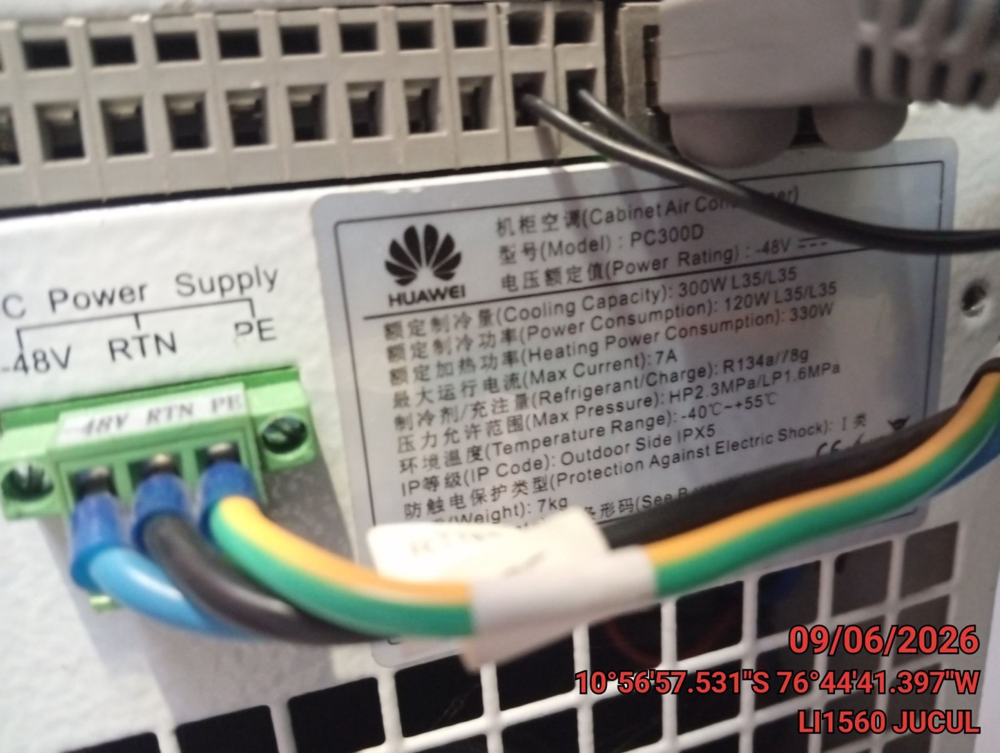 C Power Supply
-48V RTN PE
-48V RTN PE
HUAWEI
机柜空调(Cabinet Air
型号(Model) : PC300D
电压额定值(Power Rating) : -48V
额定制冷量(Cooling Capacity): 300W L35/L35
额定制冷功率(Power Consumption): 120W L35/L35
额定加热功率(Heating Power Consumption): 330W
最大运行电流(Max Current): 7A
制冷剂/充注量(Refrigerant/Charge): R134a/78g
压力允许范围(Max Pressure): HP2.3MPa/LP1.6MPa
环境温度(Temperature Range): -40℃~+55℃
IP等级(IP Code): Outdoor Side IPX5
防触电保护类型(Protection Against Electric Shock): I 类
(Weight): 7kg
条形码(See
09/06/2026
10°56'57.531"S 76°44'41.397"W
LI1560 JUCUL